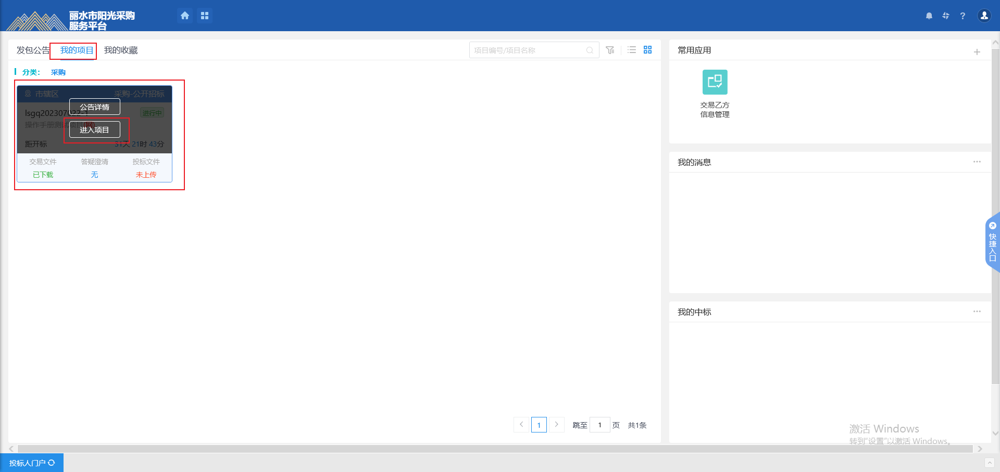 丽水市阳光采购
服务平台
发包公告
我的项目
我的收藏
项目编号/项目名称
分类：
采购
市辖区
采购-公开招标
公告详情
lsgq202307022-1
进行中
操作手册测试项目(网)
进入项目
距开标
31天 21时 43分
交易文件
答疑澄清
投标文件
已下载
无
未上传
1
跳至
1
页
共1条
常用应用
交易乙方
信息管理
我的消息
我的中标
快捷入口
激活 Windows
转到"设置"以激活 Windows。
投标人门户